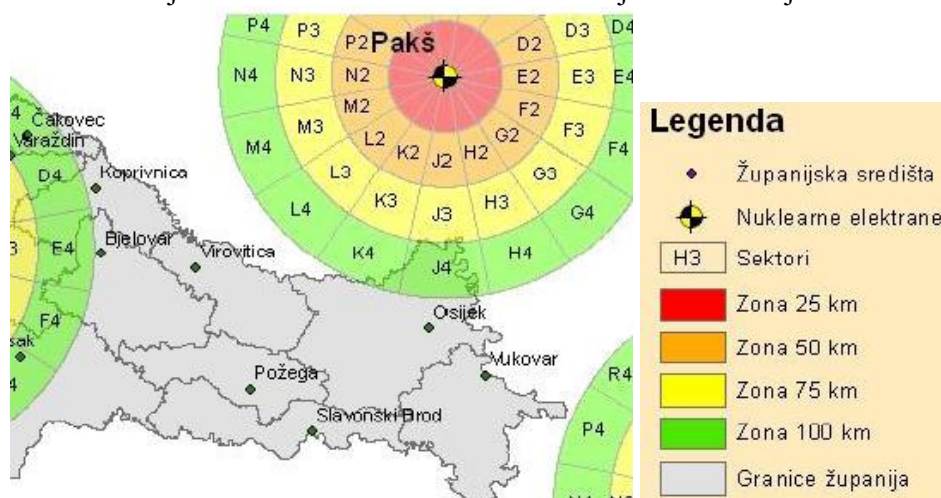 P4 P3 D3 D4
P2 Pakš D2
N4 N3 N2 E2 E3 E4
M2 F2
M4 M3 L2 K2 J2 H2 G2 F3 F4
L3 G3
L4 K3 J3 H3 G4
K4 J4 H4
Čakovec
Varaždin
D4
Koprivnica
E4
Bjelovar
Virovitica
F4
Osijek
Vukovar
R4
Požega
Slavonski Brod
P4
Legenda
Županijska središta
Nuklearne elektrane
H3 Sektori
Zona 25 km
Zona 50 km
Zona 75 km
Zona 100 km
Granice županija